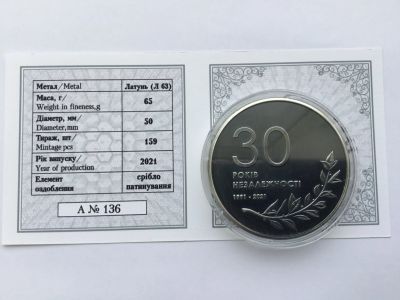 Метал/Metal
Латунь (Л 63)
Маса, г/
Weight in fineness,g
65
Діаметр, мм/
Diameter,mm
50
Тираж, шт/
Mintage pcs
159
Рік випуску/
Year of production
2021
Елемент
оздоблення
срібло
патинування
А № 136
30
РОКІВ
НЕЗАЛЕЖНОСТІ
1991 - 2021